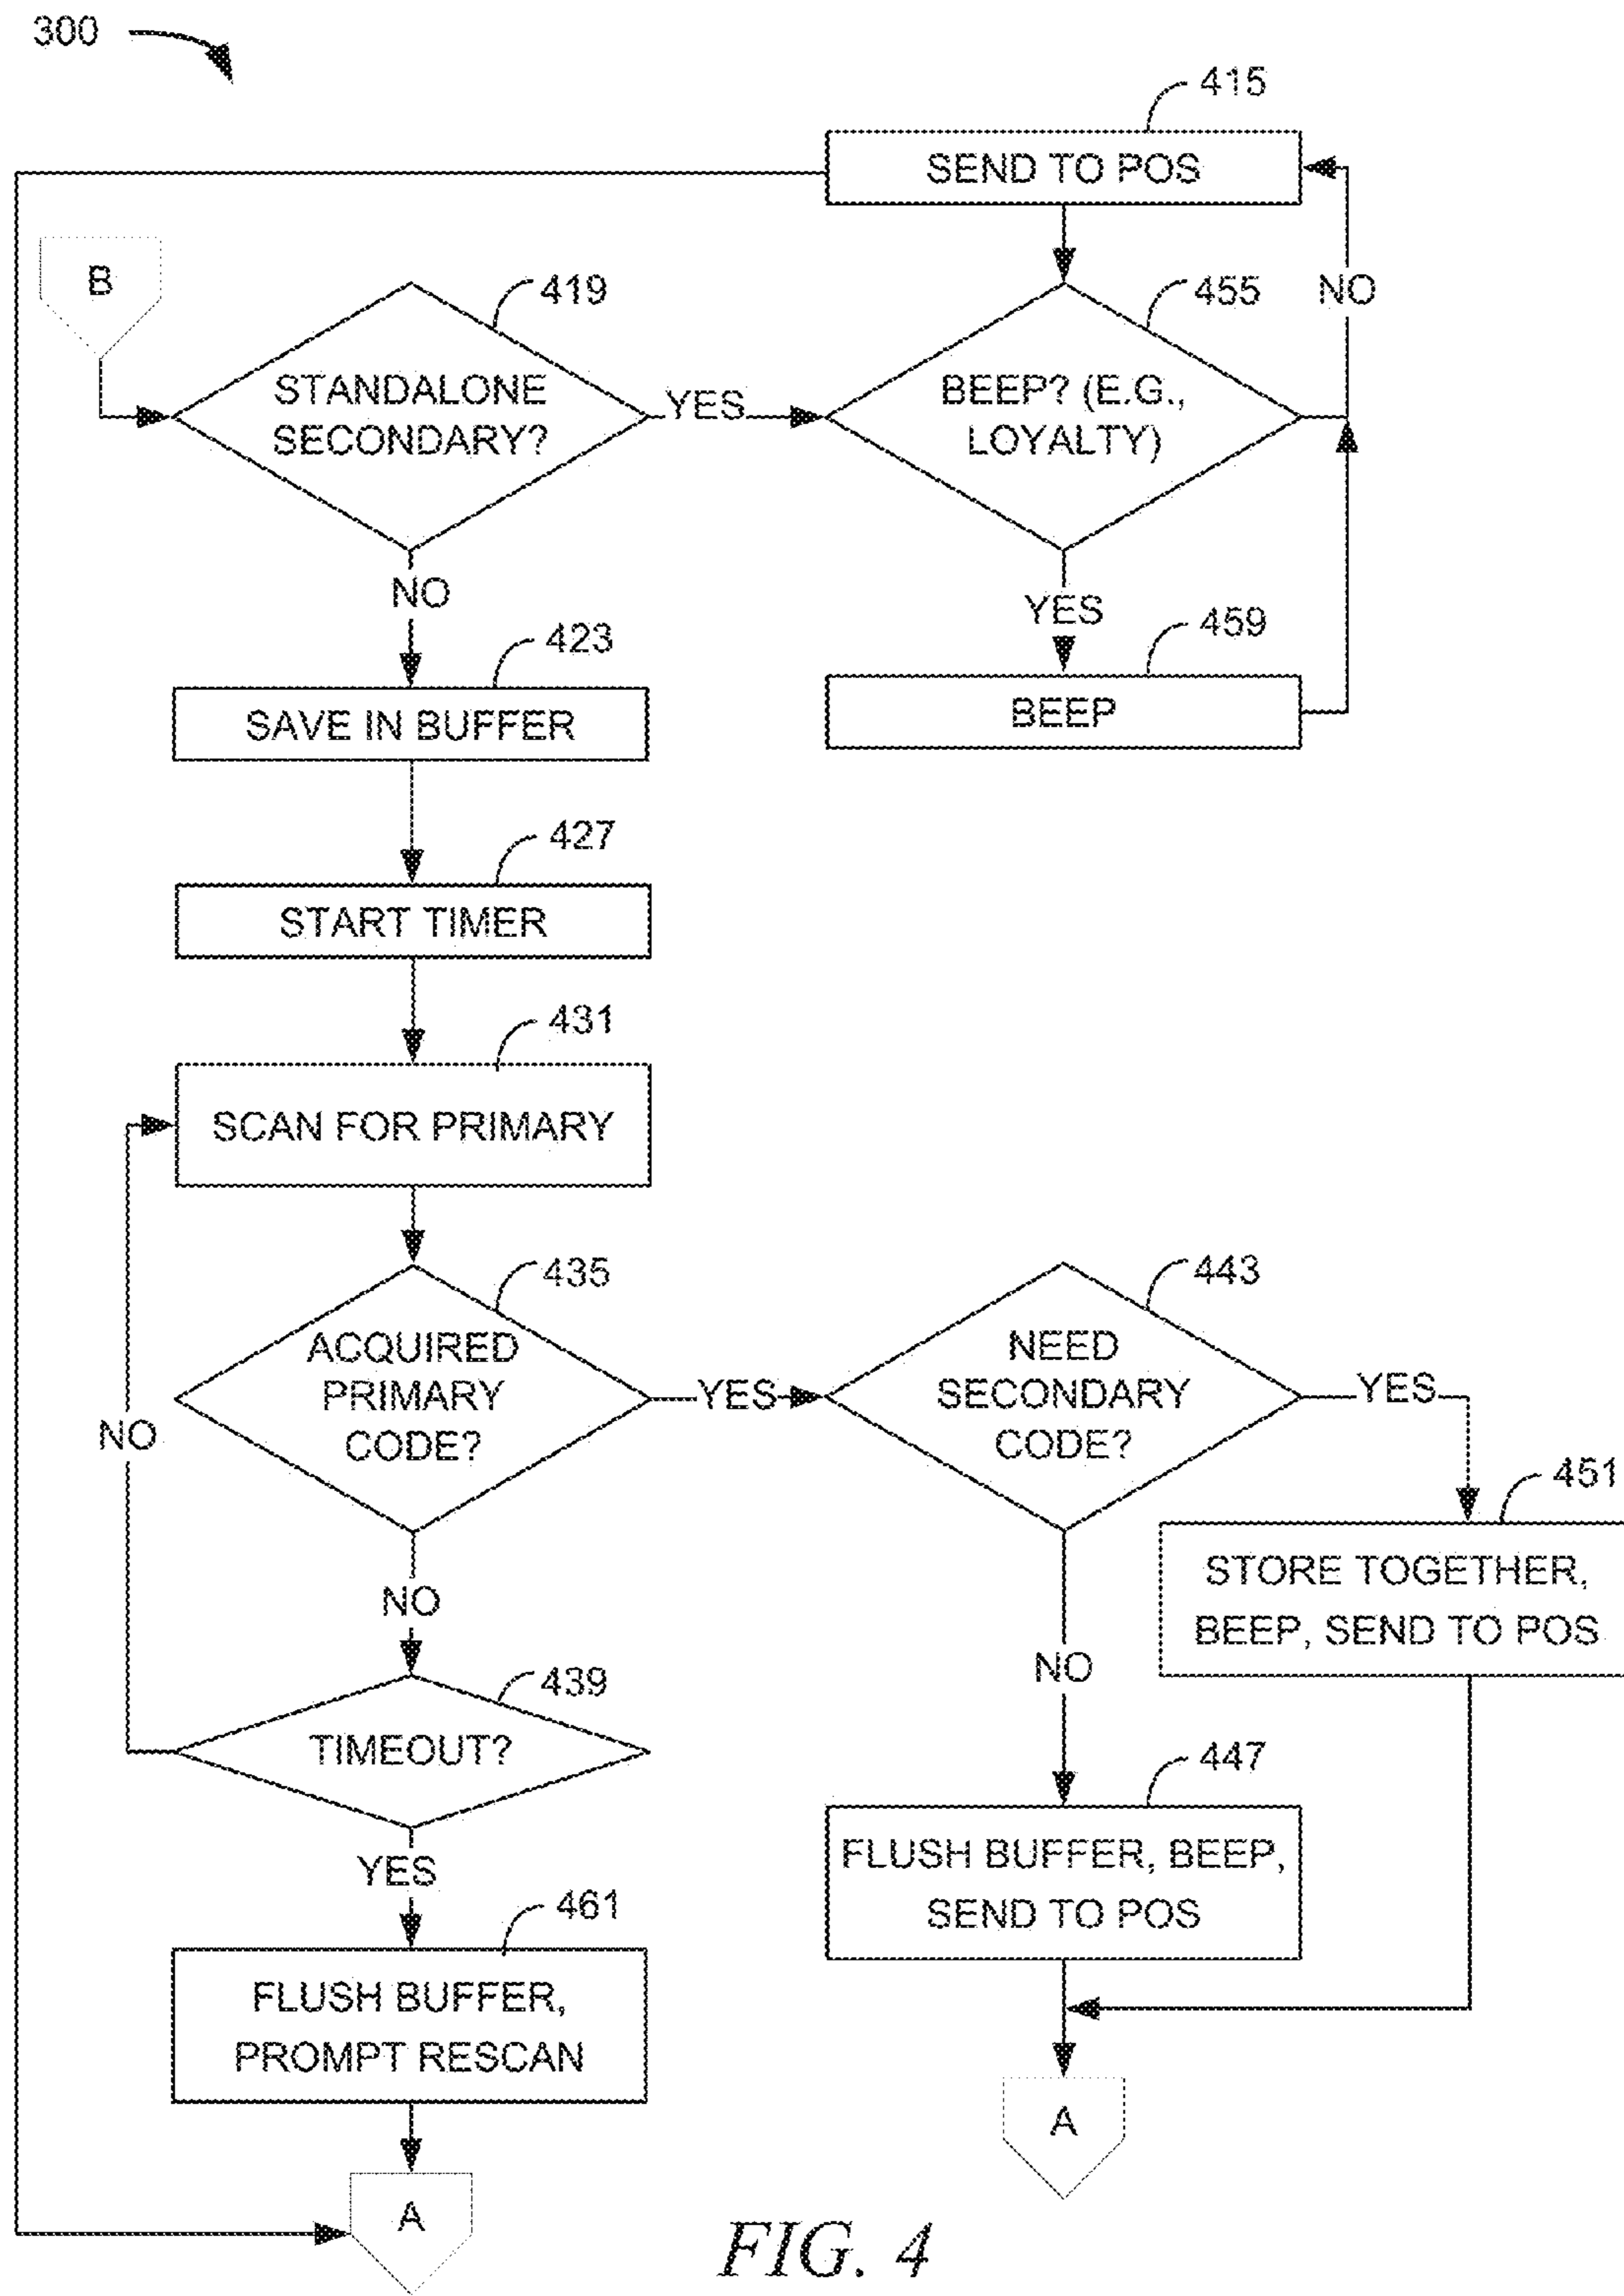 300
415
SEND TO POS
B
419
455
NO
STANDALONE
SECONDARY?
YES
BEEP? (E.G.,
LOYALTY)
NO
YES
423
459
SAVE IN BUFFER
BEEP
427
START TIMER
431
SCAN FOR PRIMARY
435
443
ACQUIRED
PRIMARY
CODE?
YES
NEED
SECONDARY
CODE?
YES
NO
451
STORE TOGETHER,
BEEP, SEND TO POS
NO
NO
439
TIMEOUT?
447
YES
FLUSH BUFFER, BEEP,
SEND TO POS
461
FLUSH BUFFER,
PROMPT RESCAN
A
A
FIG. 4